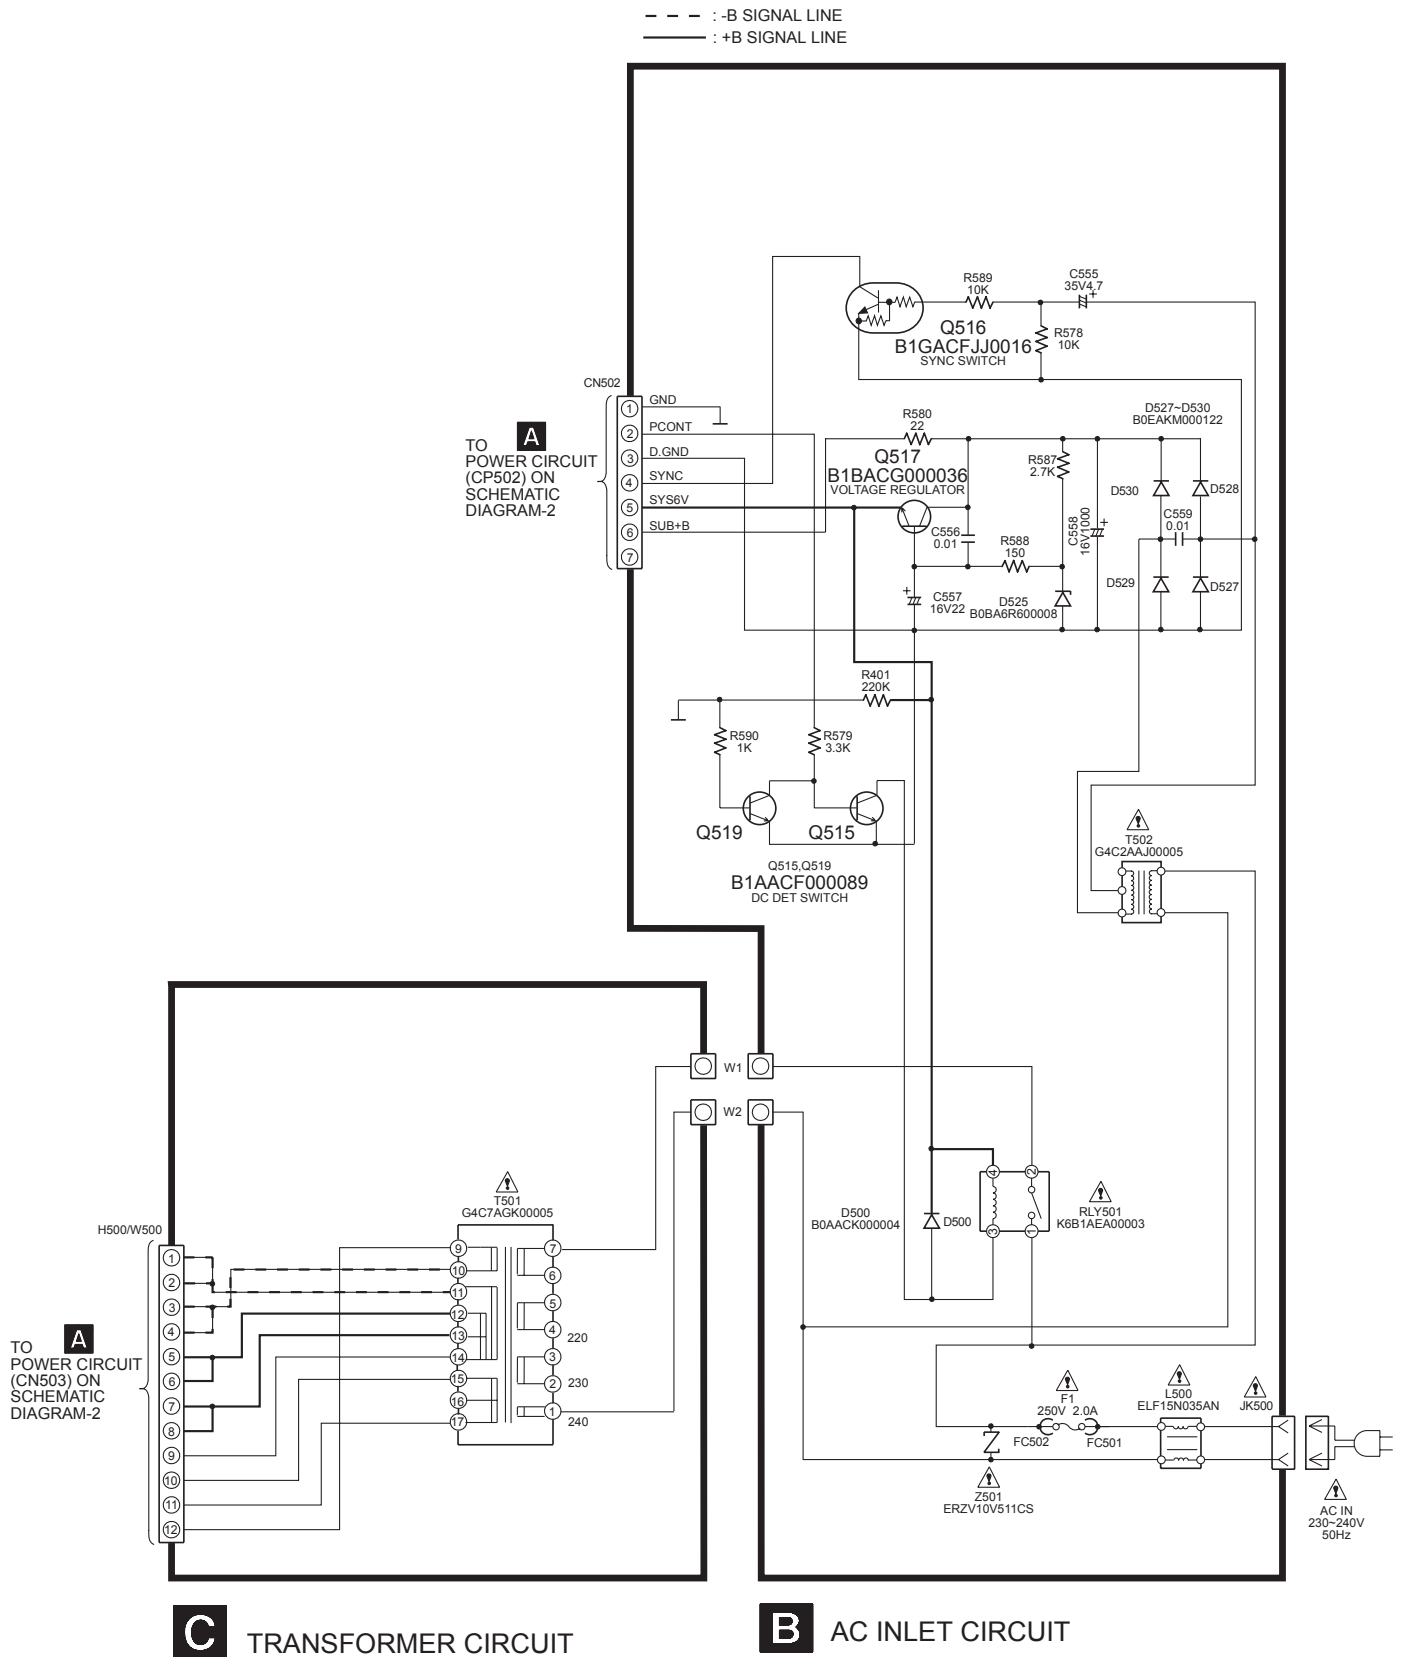 : -B SIGNAL LINE
: +B SIGNAL LINE
R589
10K
C555
35V4.7
+
Q516
B1GACFJJ0016
SYNC SWITCH
R578
10K
CN502
TO A
POWER CIRCUIT
(CP502) ON
SCHEMATIC
DIAGRAM-2
1 GND
2 PCONT
3 D.GND
4 SYNC
5 SYS6V
6 SUB+B
7
R580
22
Q517
B1BACG000036
VOLTAGE REGULATOR
R587
2.7K
D527~D530
B0EAKM000122
D530
D528
C559
0.01
C556
0.01
R588
150
C558
16V1000
+
D529
D527
+
C557
16V22
D525
B0BA6R600008
R401
220K
R590
1K
R579
3.3K
Q519
Q515
Q515,Q519
B1AACF000089
DC DET SWITCH
T502
G4C2AAJ00005
W1
W2
T501
G4C7AGK00005
D500
B0AACK000004
D500
4
2
3
1
RLY501
K6B1AEA00003
H500/W500
TO A
POWER CIRCUIT
(CN503) ON
SCHEMATIC
DIAGRAM-2
1
2
3
4
5
6
7
8
9
10
11
12
9
10
11
12
13
14
15
16
17
7
6
5
4
220
3
2
230
1
240
F1
250V 2.0A
FC502
FC501
L500
ELF15N035AN
JK500
Z501
ERZV10V511CS
AC IN
230~240V
50Hz
C TRANSFORMER CIRCUIT
B AC INLET CIRCUIT